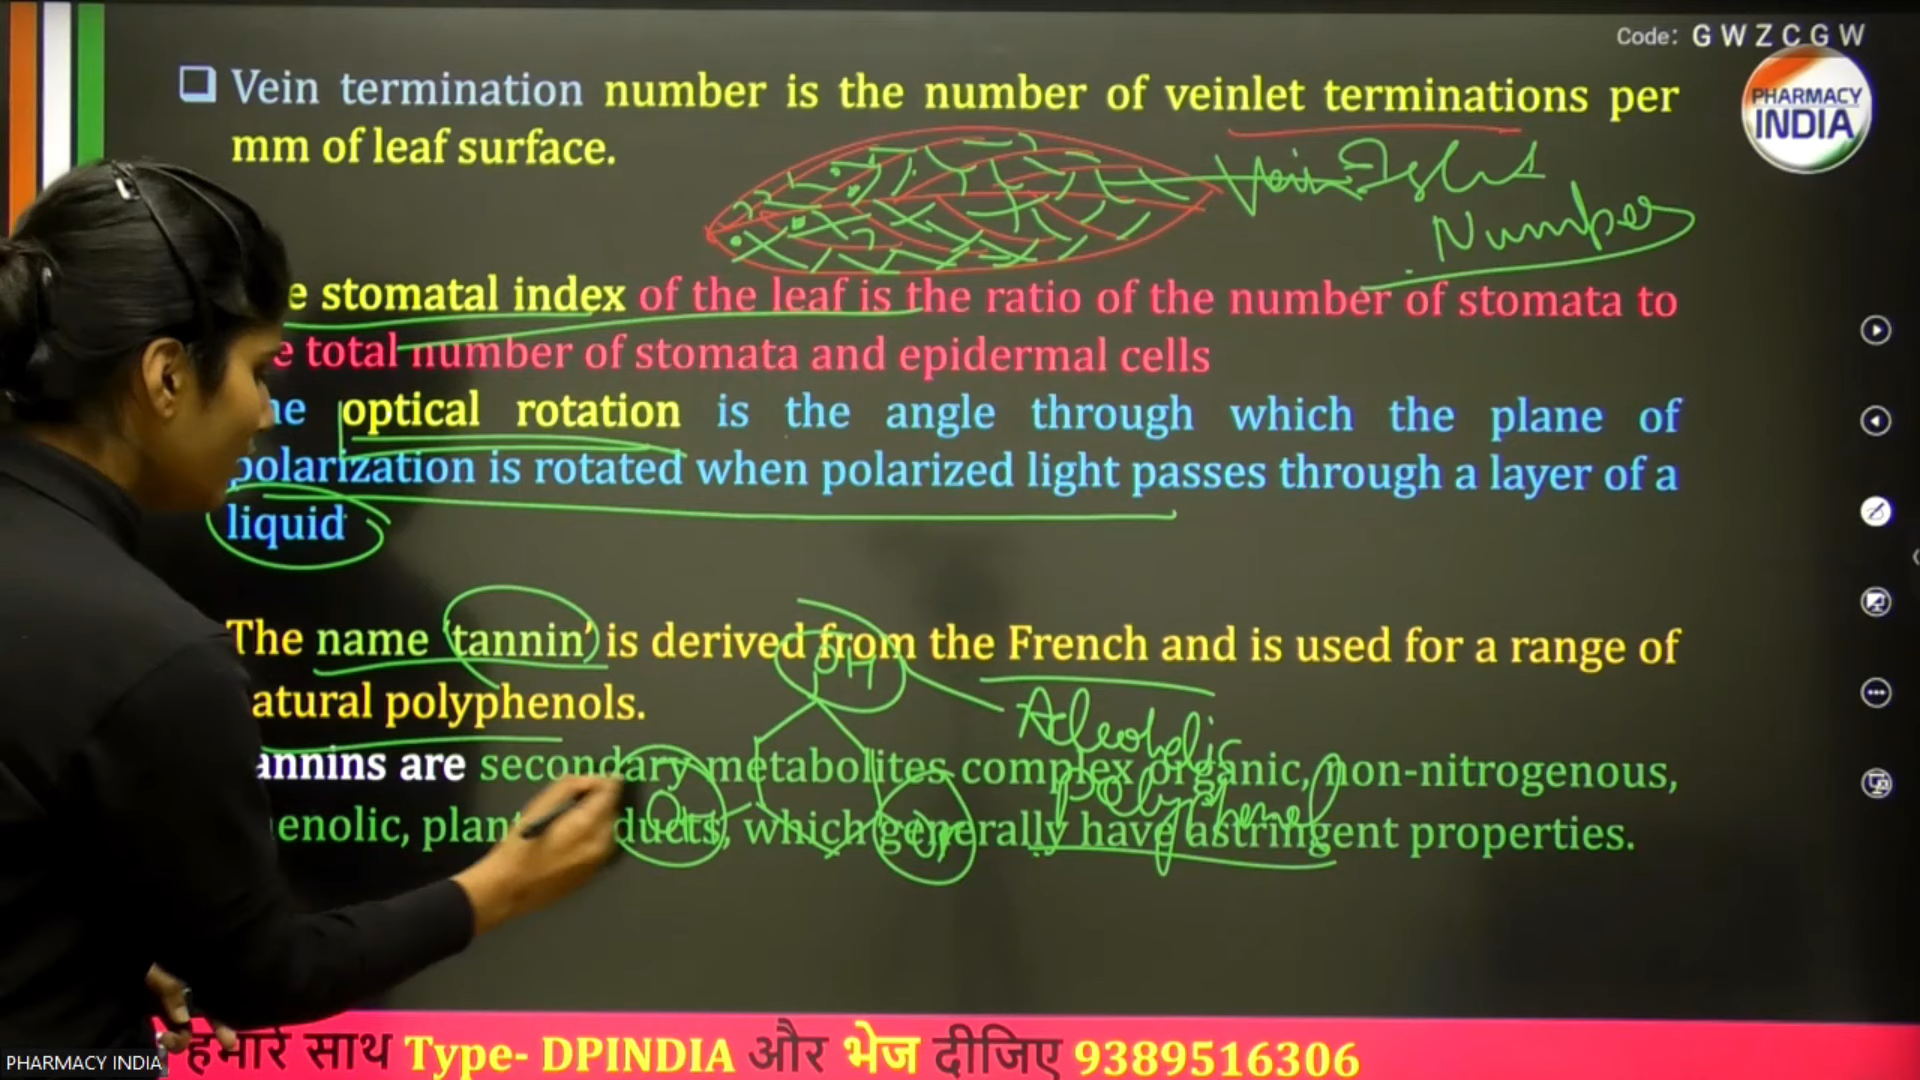 Code: G W Z C G W
PHARMACY
INDIA
Vein termination number is the number of veinlet terminations per
mm of leaf surface.
Number
e stomatal index of the leaf is the ratio of the number of stomata to
e total number of stomata and epidermal cells
he optical rotation is the angle through which the plane of
polarization is rotated when polarized light passes through a layer of a
liquid
The name 'tannin' is derived from the French and is used for a range of
OH
atural polyphenols.
Alcoholic
annins are secondary metabolites complex organic, non-nitrogenous,
Polyphenol
enolic, plant ducts, which generally have astringent properties.
हमारे साथ Type- DPINDIA और भेज दीजिए 9389516306
PHARMACY INDIA